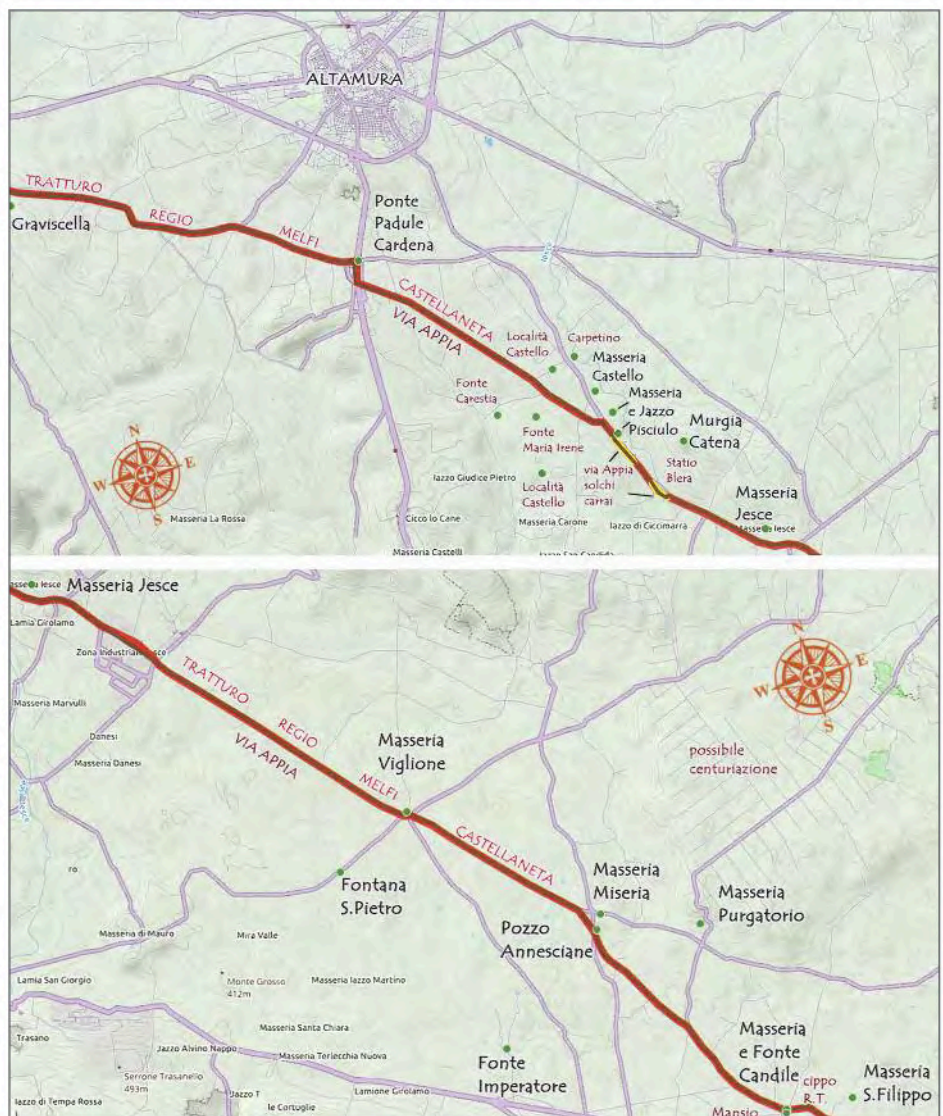 ALTAMURA
TRATTURO
REGIO
MELFI
Graviscella
Ponte
Padule
Cardena
CASTELLANETA
VIA APPIA
Località
Castello
Carpetino
Masseria
Castello
Fonte
Carestia
Masseria
e Jazzo
Pisciulo
Fonte
Maria Irene
Murgia
Catena
via Appia
solchi
carrai
Statio
Blera
Località
Castello
Iazzo Giudice Pietro
Masseria
Jesce
N
W
E
S
Masseria La Rossa
Cicco lo Cane
Masseria Carone
Iazzo di Ciccimarra
Masseria Castelli
Masseria Jesce
Lamia Girolamo
N
W
E
S
TRATTURO
REGIO
VIA APPIA
MELFI
Masseria Marvulli
Danesi
Masseria Danesi
Masseria
Viglione
possibile
centuriazione
CASTELLANETA
ro
Fontana
S.Pietro
Masseria
Miseria
Masseria
Purgatorio
Pozzo
Annesciane
Masseria di Mauro
Mira Valle
Lamia San Giorgio
Monte Grosso
412m
Masseria Iazzo Martino
Trasano
Masseria Santa Chiara
Jazzo Alvino Nappo
Masseria Terlecchia Nuova
Serrone Trasanello
493m
Fonte
Imperatore
Masseria
e Fonte
Candile
cippo
R.T.
Masseria
S.Filippo
Iazzo di Tempa Rossa
Jazzo T
le Cortuglie
Lamione Girolamo
Mansio